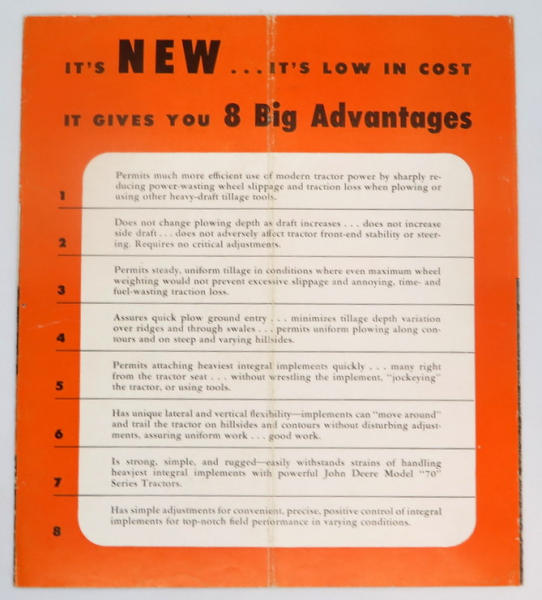 IT'S NEW ... IT'S LOW IN COST
IT GIVES YOU 8 Big Advantages
1
Permits much more efficient use of modern tractor power by sharply re-
ducing power-wasting wheel slippage and traction loss when plowing or
using other heavy-draft tillage tools.
2
Does not change plowing depth as draft increases . . . does not increase
side draft . . . does not adversely affect tractor front-end stability or steer-
ing. Requires no critical adjustments.
3
Permits steady, uniform tillage in conditions where even maximum wheel
weighting would not prevent excessive slippage and annoying, time- and
fuel-wasting traction loss.
4
Assures quick plow ground entry . . . minimizes tillage depth variation
over ridges and through swales . . . permits uniform plowing along con-
tours and on steep and varying hillsides.
5
Permits attaching heaviest integral implements quickly . . . many right
from the tractor seat . . . without wrestling the implement, "jockeying"
the tractor, or using tools.
6
Has unique lateral and vertical flexibility—implements can "move around"
and trail the tractor on hillsides and contours without disturbing adjust-
ments, assuring uniform work . . . good work.
7
Is strong, simple, and rugged—easily withstands strains of handling
heaviest integral implements with powerful John Deere Model "70"
Series Tractors.
8
Has simple adjustments for convenient, precise, positive control of integral
implements for top-notch field performance in varying conditions.